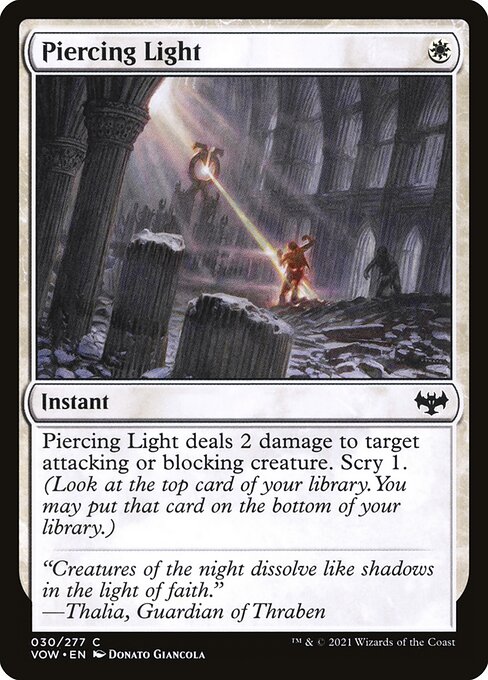 Piercing Light
Instant
Piercing Light deals 2 damage to target
attacking or blocking creature. Scry 1.
(Look at the top card of your library. You
may put that card on the bottom of your
library.)
“Creatures of the night dissolve like shadows
in the light of faith.”
—Thalia, Guardian of Thraben
030/277 C
VOW • EN Donato Giancola
™ & © 2021 Wizards of the Coast